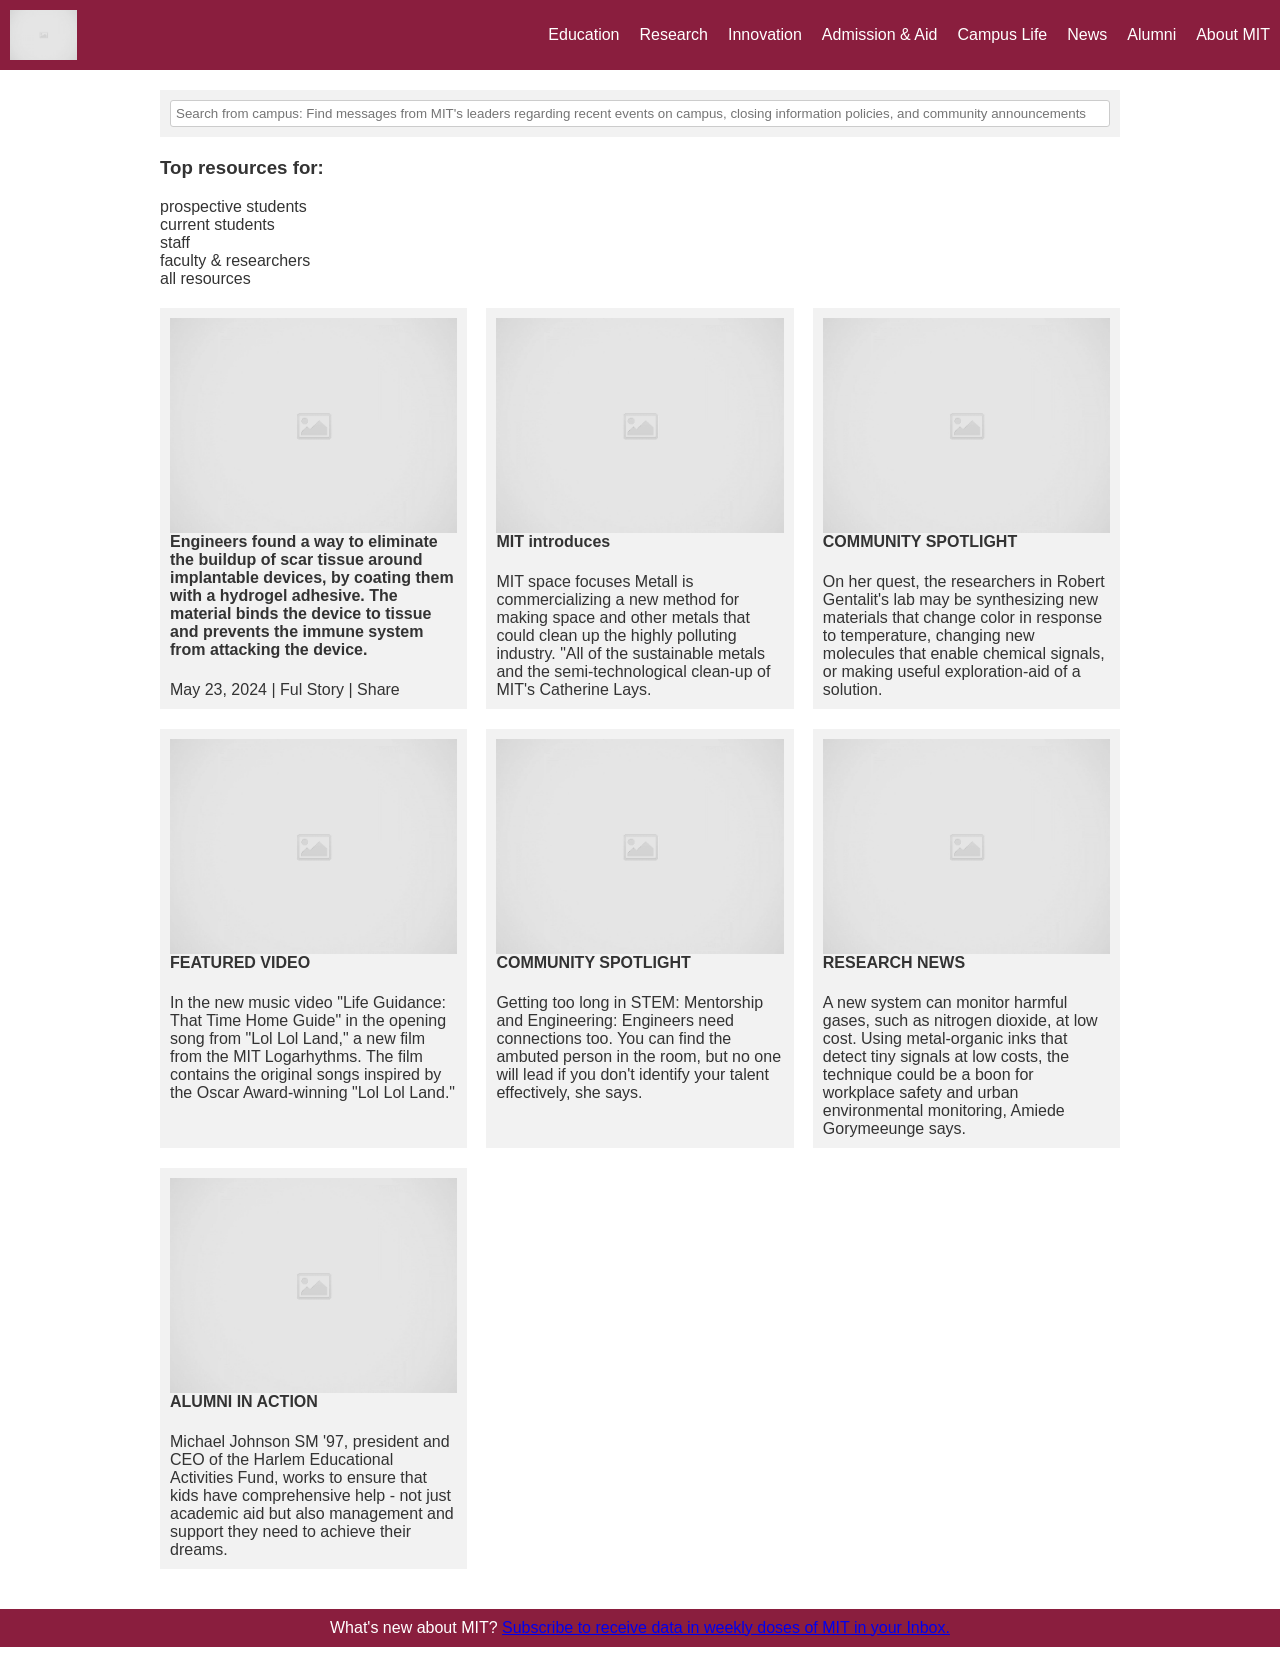 Education Research Innovation Admission & Aid Campus Life News Alumni About MIT
Search from campus: Find messages from MIT's leaders regarding recent events on campus, closing information policies, and community announcements
Top resources for:
prospective students
current students
staff
faculty & researchers
all resources
Engineers found a way to eliminate
the buildup of scar tissue around
implantable devices, by coating them
with a hydrogel adhesive. The
material binds the device to tissue
and prevents the immune system
from attacking the device.
May 23, 2024 | Ful Story | Share
MIT introduces
MIT space focuses Metall is
commercializing a new method for
making space and other metals that
could clean up the highly polluting
industry. "All of the sustainable metals
and the semi-technological clean-up of
MIT's Catherine Lays.
COMMUNITY SPOTLIGHT
On her quest, the researchers in Robert
Gentalit's lab may be synthesizing new
materials that change color in response
to temperature, changing new
molecules that enable chemical signals,
or making useful exploration-aid of a
solution.
FEATURED VIDEO
In the new music video "Life Guidance:
That Time Home Guide" in the opening
song from "Lol Lol Land," a new film
from the MIT Logarhythms. The film
contains the original songs inspired by
the Oscar Award-winning "Lol Lol Land."
COMMUNITY SPOTLIGHT
Getting too long in STEM: Mentorship
and Engineering: Engineers need
connections too. You can find the
ambuted person in the room, but no one
will lead if you don't identify your talent
effectively, she says.
RESEARCH NEWS
A new system can monitor harmful
gases, such as nitrogen dioxide, at low
cost. Using metal-organic inks that
detect tiny signals at low costs, the
technique could be a boon for
workplace safety and urban
environmental monitoring, Amiede
Gorymeeunge says.
ALUMNI IN ACTION
Michael Johnson SM '97, president and
CEO of the Harlem Educational
Activities Fund, works to ensure that
kids have comprehensive help - not just
academic aid but also management and
support they need to achieve their
dreams.
What's new about MIT? Subscribe to receive data in weekly doses of MIT in your Inbox.